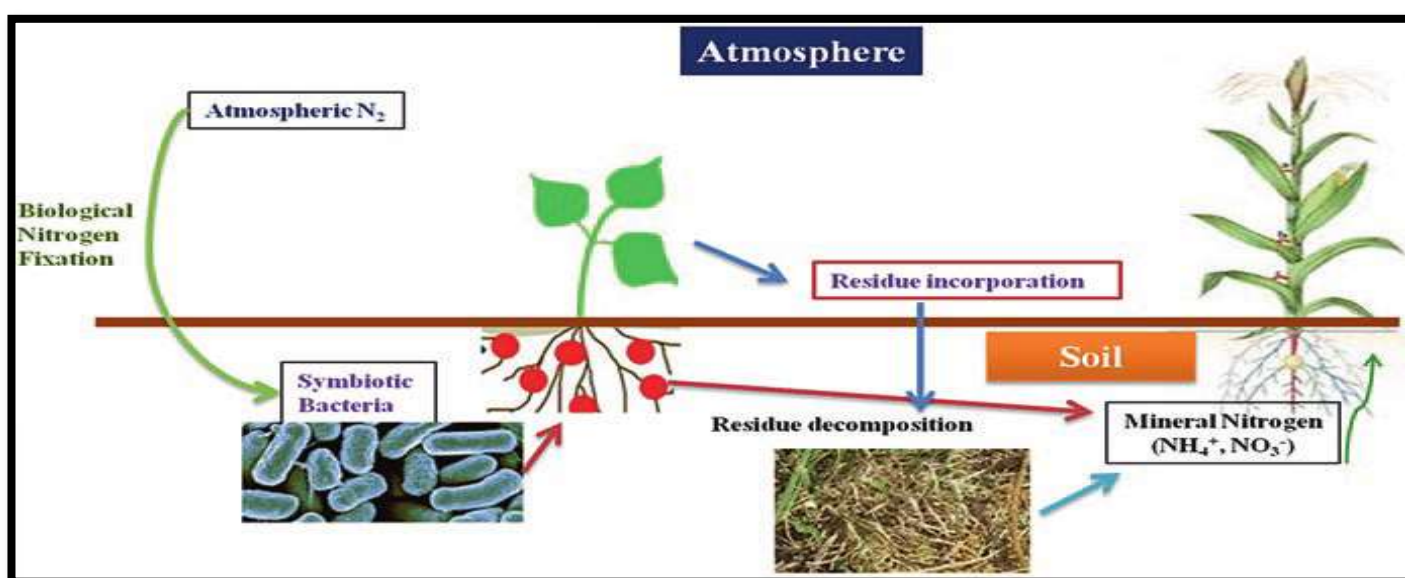 Atmosphere
Atmospheric N₂
Biological
Nitrogen
Fixation
Residue incorporation
Soil
Symbiotic
Bacteria
Residue decomposition
Mineral Nitrogen
(NH₄⁺, NO₃⁻)